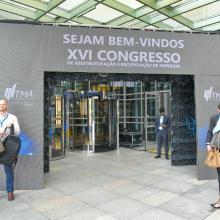 SEJAM BEM-VINDOS
XVI CONGRESSO
DE REESTRUTURAÇÃO E RECUPERAÇÃO DE EMPRESAS
TMA
TMA